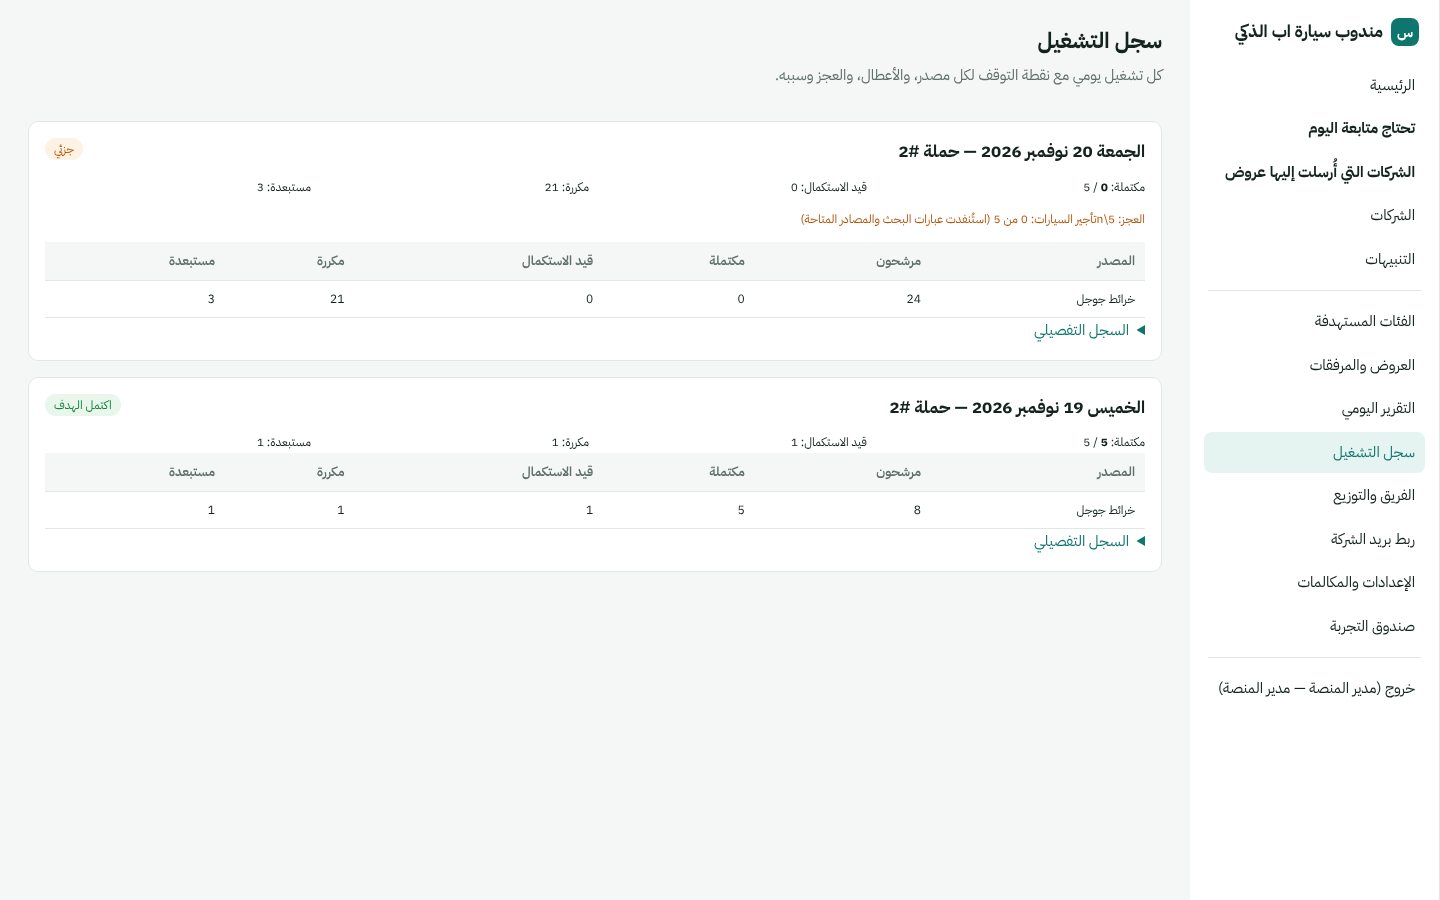 س مندوب سيارة اب الذكي
الرئيسية
تحتاج متابعة اليوم
الشركات التي أُرسلت إليها عروض
الشركات
التنبيهات
الفئات المستهدفة
العروض والمرفقات
التقرير اليومي
سجل التشغيل
الفريق والتوزيع
ربط بريد الشركة
الإعدادات والمكالمات
صندوق التجربة
خروج (مدير المنصة — مدير المنصة)
سجل التشغيل
كل تشغيل يومي مع نقطة التوقف لكل مصدر، والأعطال، والعجز وسببه.
الجمعة 20 نوفمبر 2026 — حملة #2 جزئي
مكتملة: 0 / 5 قيد الاستكمال: 0 مكررة: 21 مستبعدة: 3
العجز: 5\nتأجير السيارات: 0 من 5 (استُنفدت عبارات البحث والمصادر المتاحة)
المصدر مرشحون مكتملة قيد الاستكمال مكررة مستبعدة
خرائط جوجل 24 0 0 21 3
السجل التفصيلي
الخميس 19 نوفمبر 2026 — حملة #2 اكتمل الهدف
مكتملة: 5 / 5 قيد الاستكمال: 1 مكررة: 1 مستبعدة: 1
المصدر مرشحون مكتملة قيد الاستكمال مكررة مستبعدة
خرائط جوجل 8 5 1 1 1
السجل التفصيلي